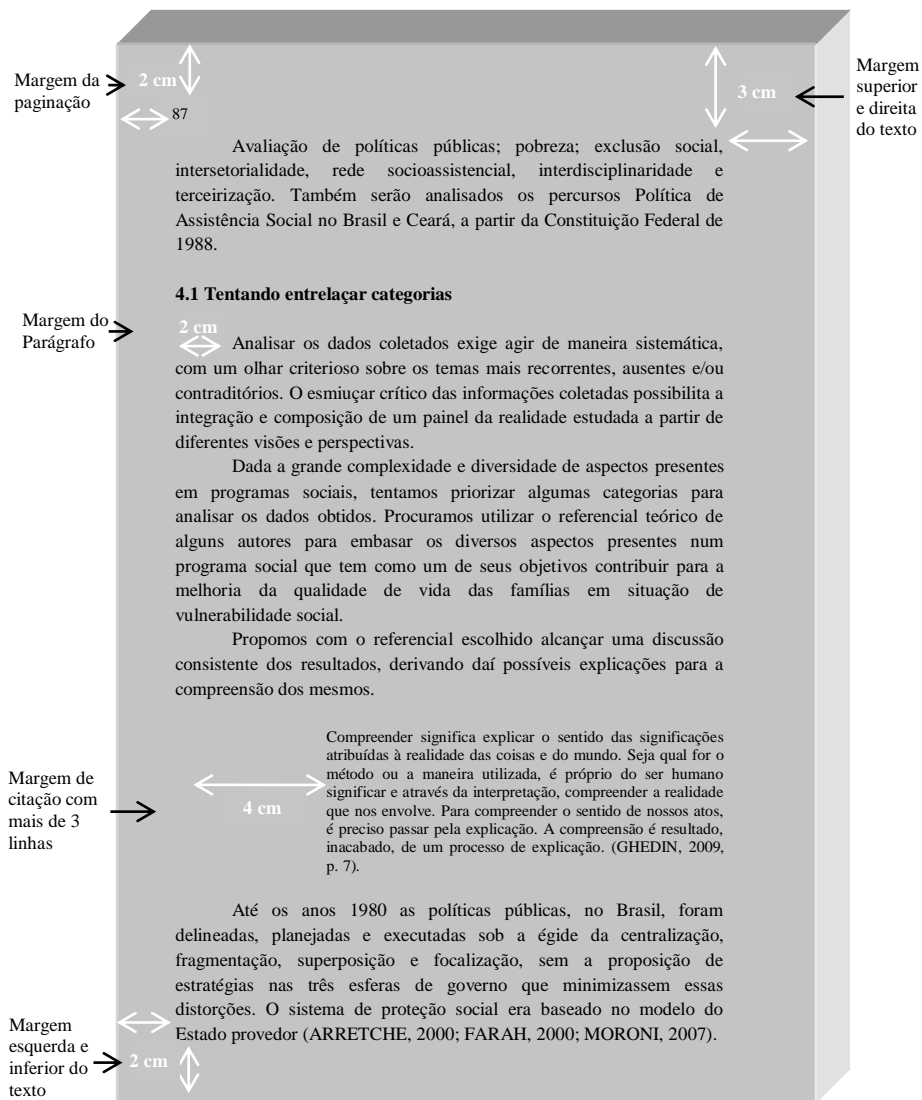 Margem da
paginação
2 cm
87
3 cm
Margem
superior
e direita
do texto
Avaliação de políticas públicas; pobreza; exclusão social,
intersetorialidade, rede socioassistencial, interdisciplinaridade e
terceirização. Também serão analisados os percursos Política de
Assistência Social no Brasil e Ceará, a partir da Constituição Federal de
1988.
4.1 Tentando entrelaçar categorias
Margem do
Parágrafo
2 cm
Analisar os dados coletados exige agir de maneira sistemática,
com um olhar criterioso sobre os temas mais recorrentes, ausentes e/ou
contraditórios. O esmiuçar crítico das informações coletadas possibilita a
integração e composição de um painel da realidade estudada a partir de
diferentes visões e perspectivas.
Dada a grande complexidade e diversidade de aspectos presentes
em programas sociais, tentamos priorizar algumas categorias para
analisar os dados obtidos. Procuramos utilizar o referencial teórico de
alguns autores para embasar os diversos aspectos presentes num
programa social que tem como um de seus objetivos contribuir para a
melhoria da qualidade de vida das famílias em situação de
vulnerabilidade social.
Propomos com o referencial escolhido alcançar uma discussão
consistente dos resultados, derivando daí possíveis explicações para a
compreensão dos mesmos.
Margem de
citação com
mais de 3
linhas
4 cm
Compreender significa explicar o sentido das significações
atribuídas à realidade das coisas e do mundo. Seja qual for o
método ou a maneira utilizada, é próprio do ser humano
significar e através da interpretação, compreender a realidade
que nos envolve. Para compreender o sentido de nossos atos,
é preciso passar pela explicação. A compreensão é resultado,
inacabado, de um processo de explicação. (GHEDIN, 2009,
p. 7).
Até os anos 1980 as políticas públicas, no Brasil, foram
delineadas, planejadas e executadas sob a égide da centralização,
fragmentação, superposição e focalização, sem a proposição de
estratégias nas três esferas de governo que minimizassem essas
distorções. O sistema de proteção social era baseado no modelo do
Estado provedor (ARRETCHE, 2000; FARAH, 2000; MORONI, 2007).
Margem
esquerda e
inferior do
texto
2 cm